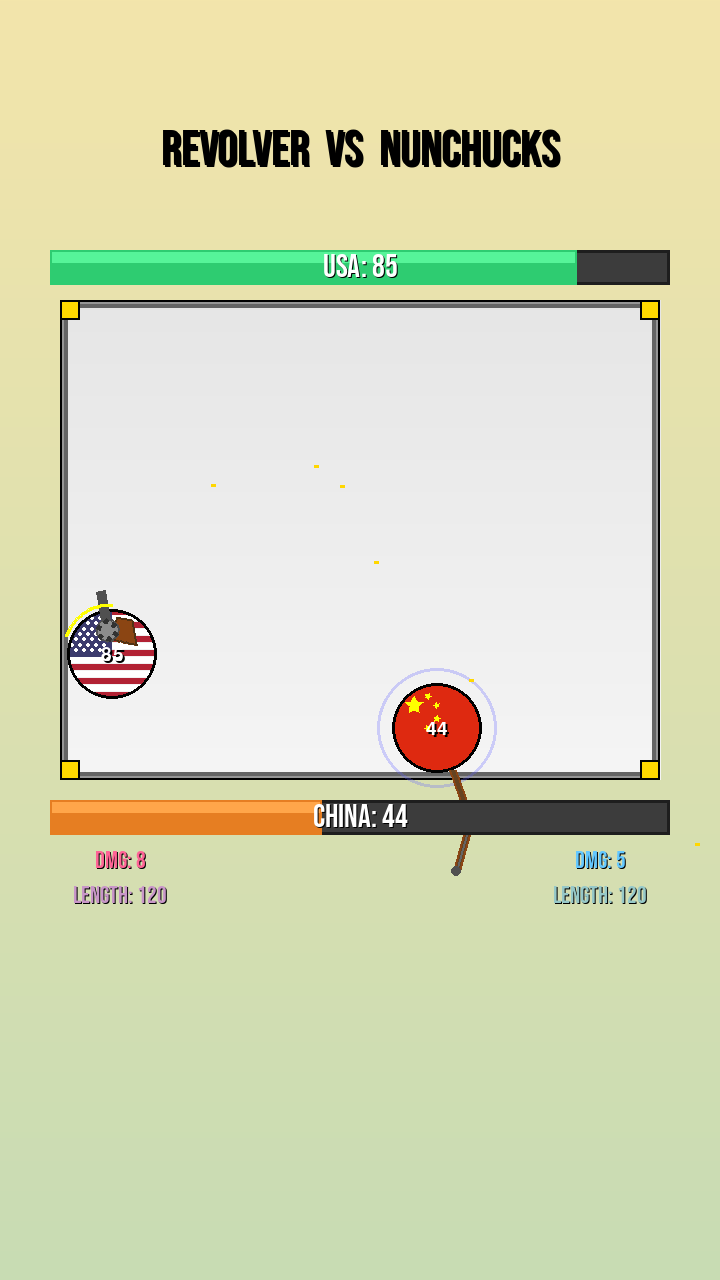 REVOLVER VS NUNCHUCKS
USA: 85
85
44
CHINA: 44
DMG: 8
DMG: 5
LENGTH: 120
LENGTH: 120